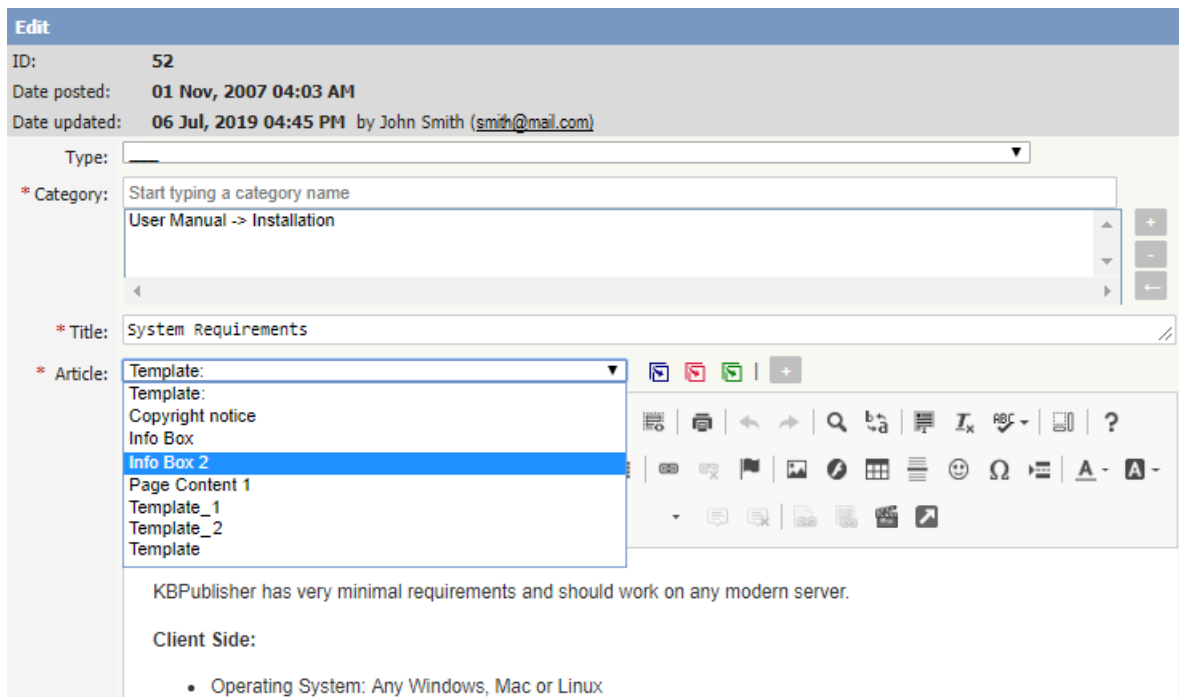 Edit
ID: 52
Date posted: 01 Nov, 2007 04:03 AM
Date updated: 06 Jul, 2019 04:45 PM by John Smith (smith@mail.com)
Type: ___
* Category: Start typing a category name
User Manual -> Installation
+
-
←
* Title: System Requirements
* Article: Template:
+
Template:
Copyright notice
Info Box
Info Box 2
Page Content 1
Template_1
Template_2
Template
KBPublisher has very minimal requirements and should work on any modern server.
Client Side:
• Operating System: Any Windows, Mac or Linux